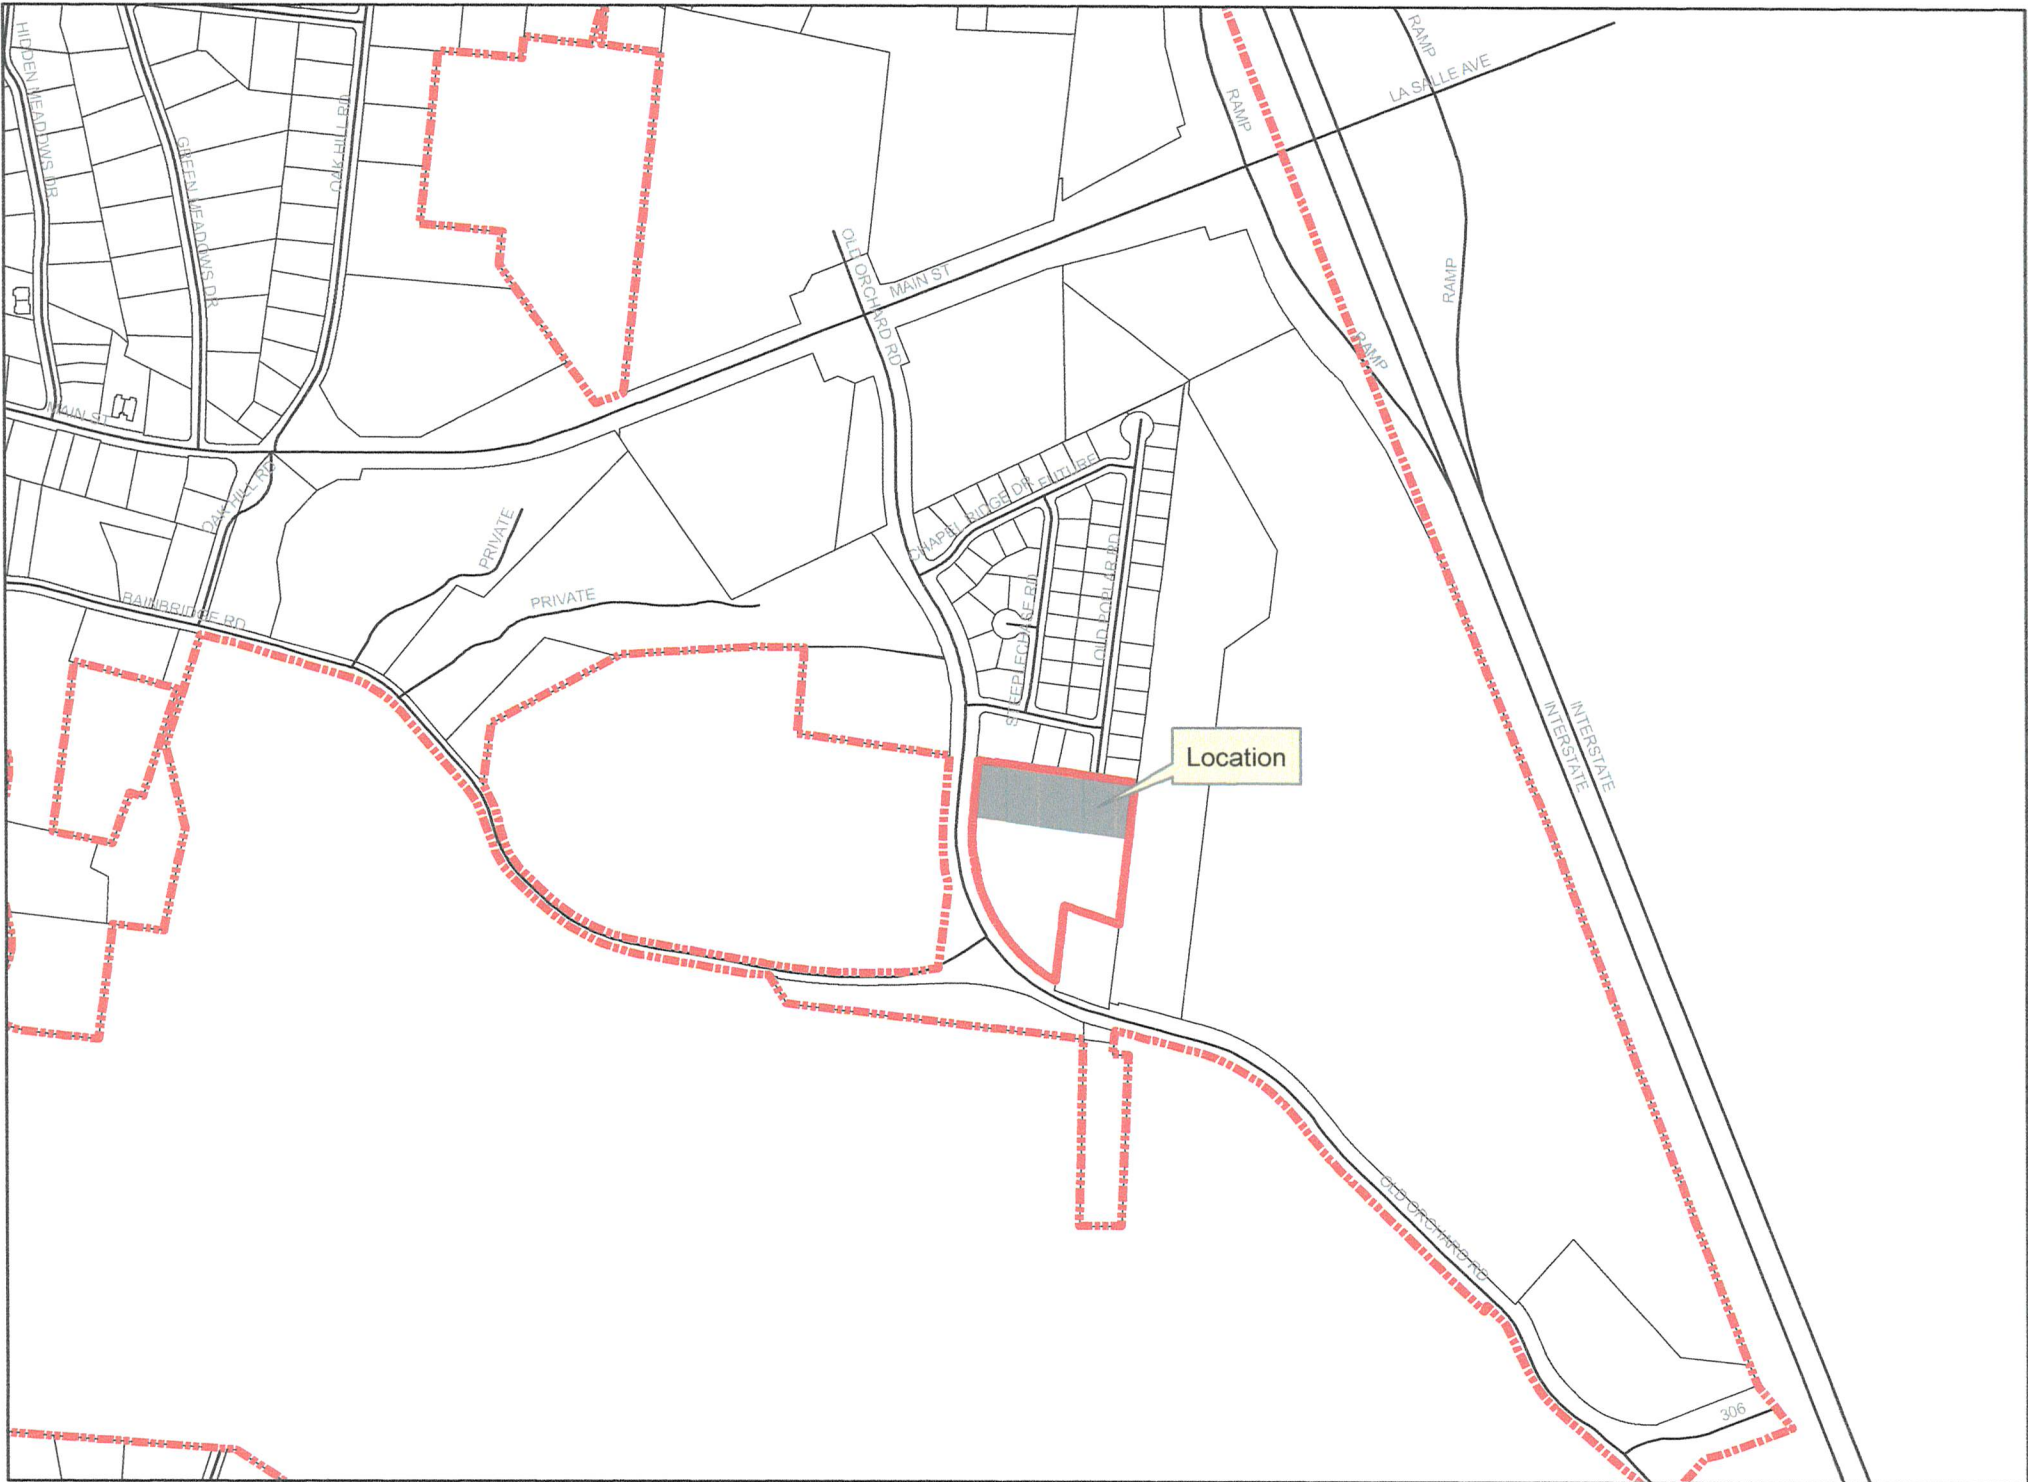 HIDDEN MEADOWS DR
GREEN MEADOWS DR
OAK HILL RD
RAMP
RAMP
LA SALLE AVE
OLD ORCHARD RD
MAIN ST
RAMP
RAMP
MAIN ST
OAK HILL RD
PRIVATE
CHAPEL RIDGE DR
FUTURE
BAINBRIDGE RD
PRIVATE
STEEPLECHASE RD
OLD POPLAR RD
Location
INTERSTATE
INTERSTATE
OLD ORCHARD RD
306